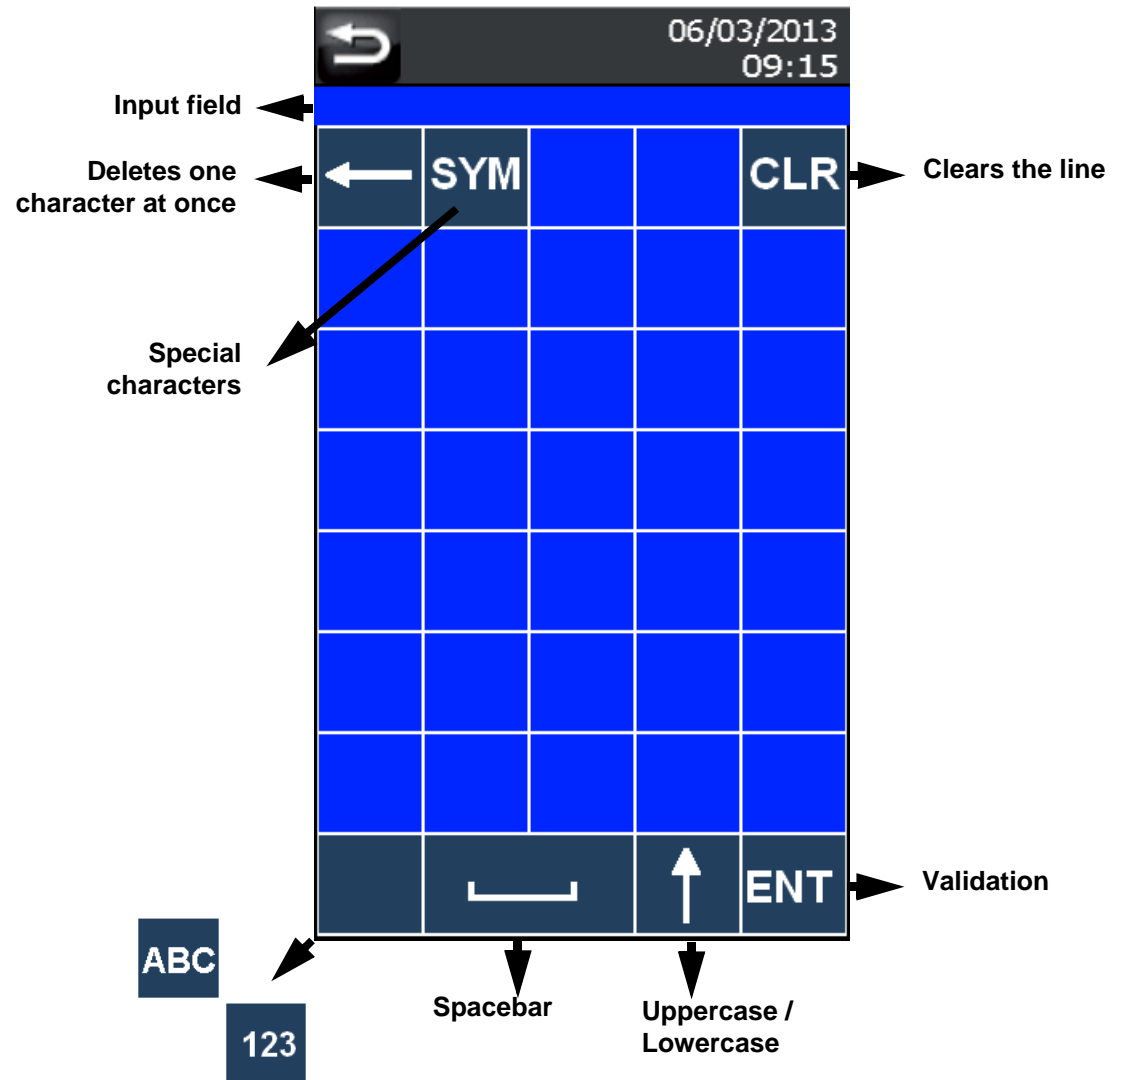 06/03/2013
09:15
Input field
Deletes one
character at once
SYM
CLR
Clears the line
Special
characters
ENT
Validation
ABC
123
Spacebar
Uppercase /
Lowercase